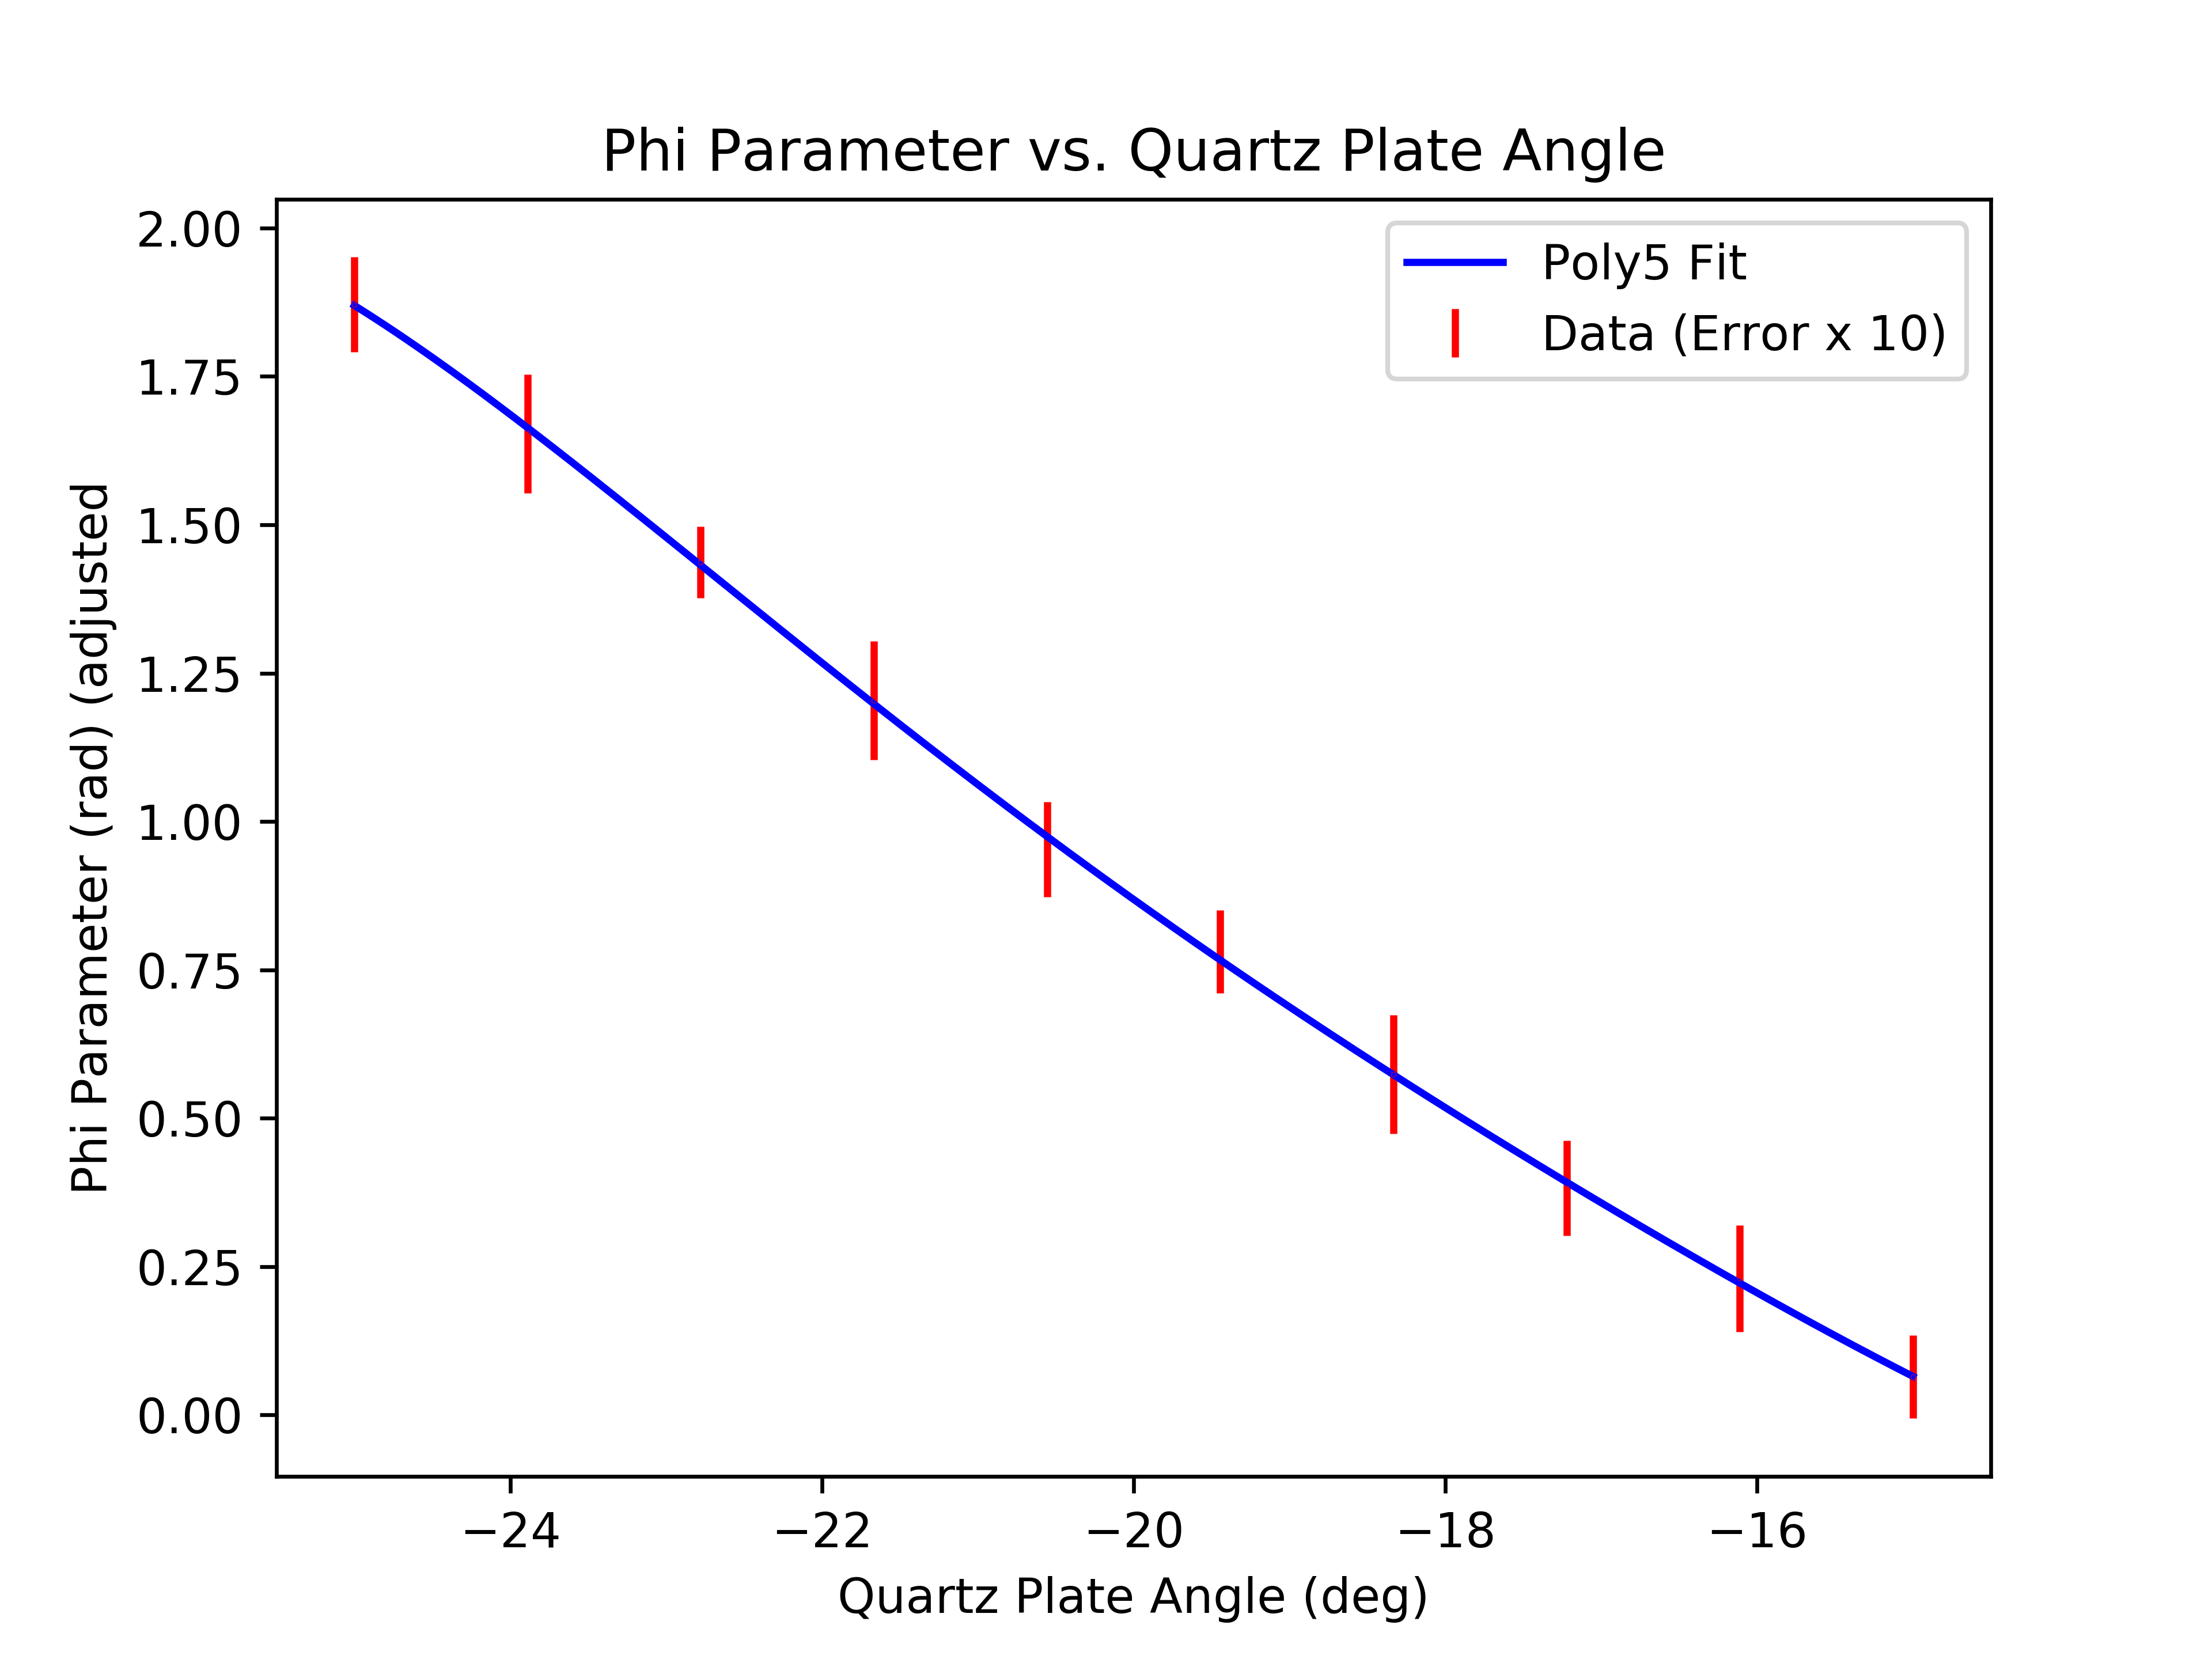 Phi Parameter vs. Quartz Plate Angle
Poly5 Fit
Data (Error x 10)
Phi Parameter (rad) (adjusted
2.00
1.75
1.50
1.25
1.00
0.75
0.50
0.25
0.00
−24 −22 −20 −18 −16
Quartz Plate Angle (deg)